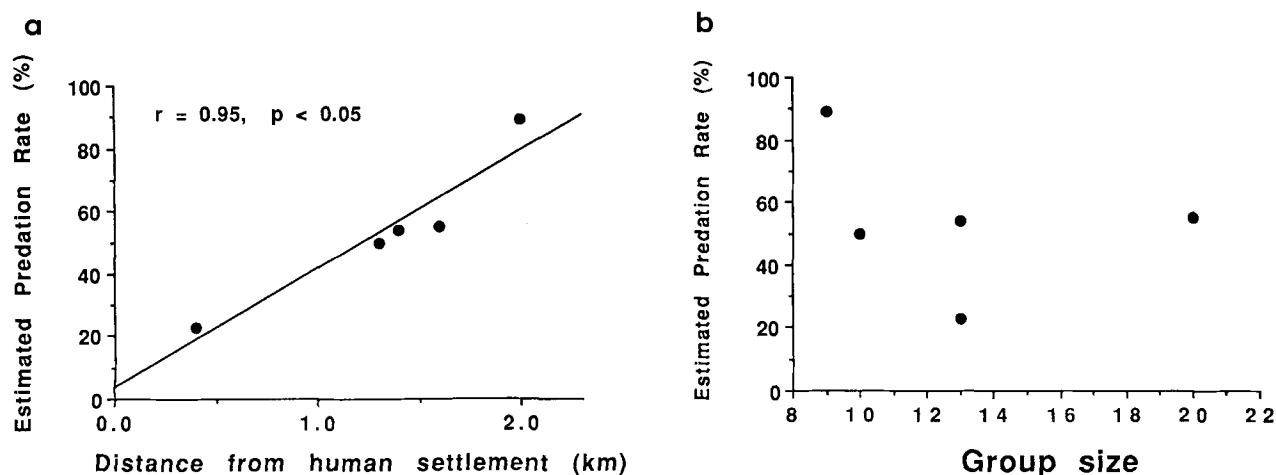 a
Estimated Predation Rate (%)
100
80
60
40
20
0
r = 0.95, p < 0.05
0.0 1.0 2.0
Distance from human settlement (km)
b
Estimated Predation Rate (%)
100
80
60
40
20
0
8 10 12 14 16 18 20 22
Group size